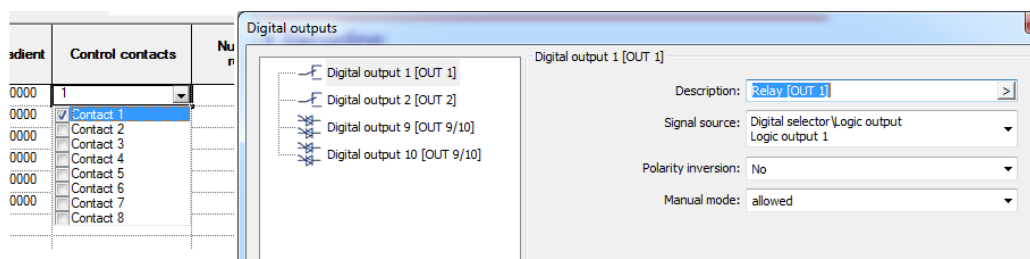 adient
Control contacts
Nu
r
0000
0000
0000
0000
0000
0000
1
Contact 1
Contact 2
Contact 3
Contact 4
Contact 5
Contact 6
Contact 7
Contact 8
Digital outputs
Digital output 1 [OUT 1]
Digital output 2 [OUT 2]
Digital output 9 [OUT 9/10]
Digital output 10 [OUT 9/10]
Digital output 1 [OUT 1]
Description: Relay [OUT 1] >
Signal source: Digital selector\Logic output
Logic output 1
Polarity inversion: No
Manual mode: allowed